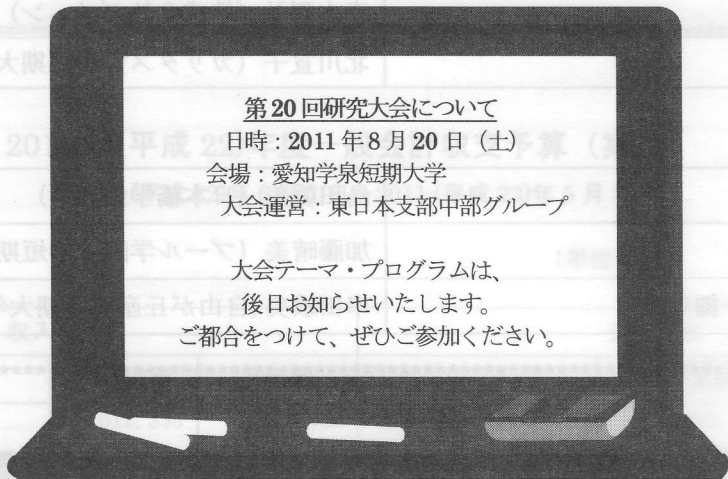 第20回研究大会について
日時：2011年8月20日（土）
会場：愛知学泉短期大学
大会運営：東日本支部中部グループ
大会テーマ・プログラムは、
後日お知らせいたします。
ご都合をつけて、ぜひご参加ください。